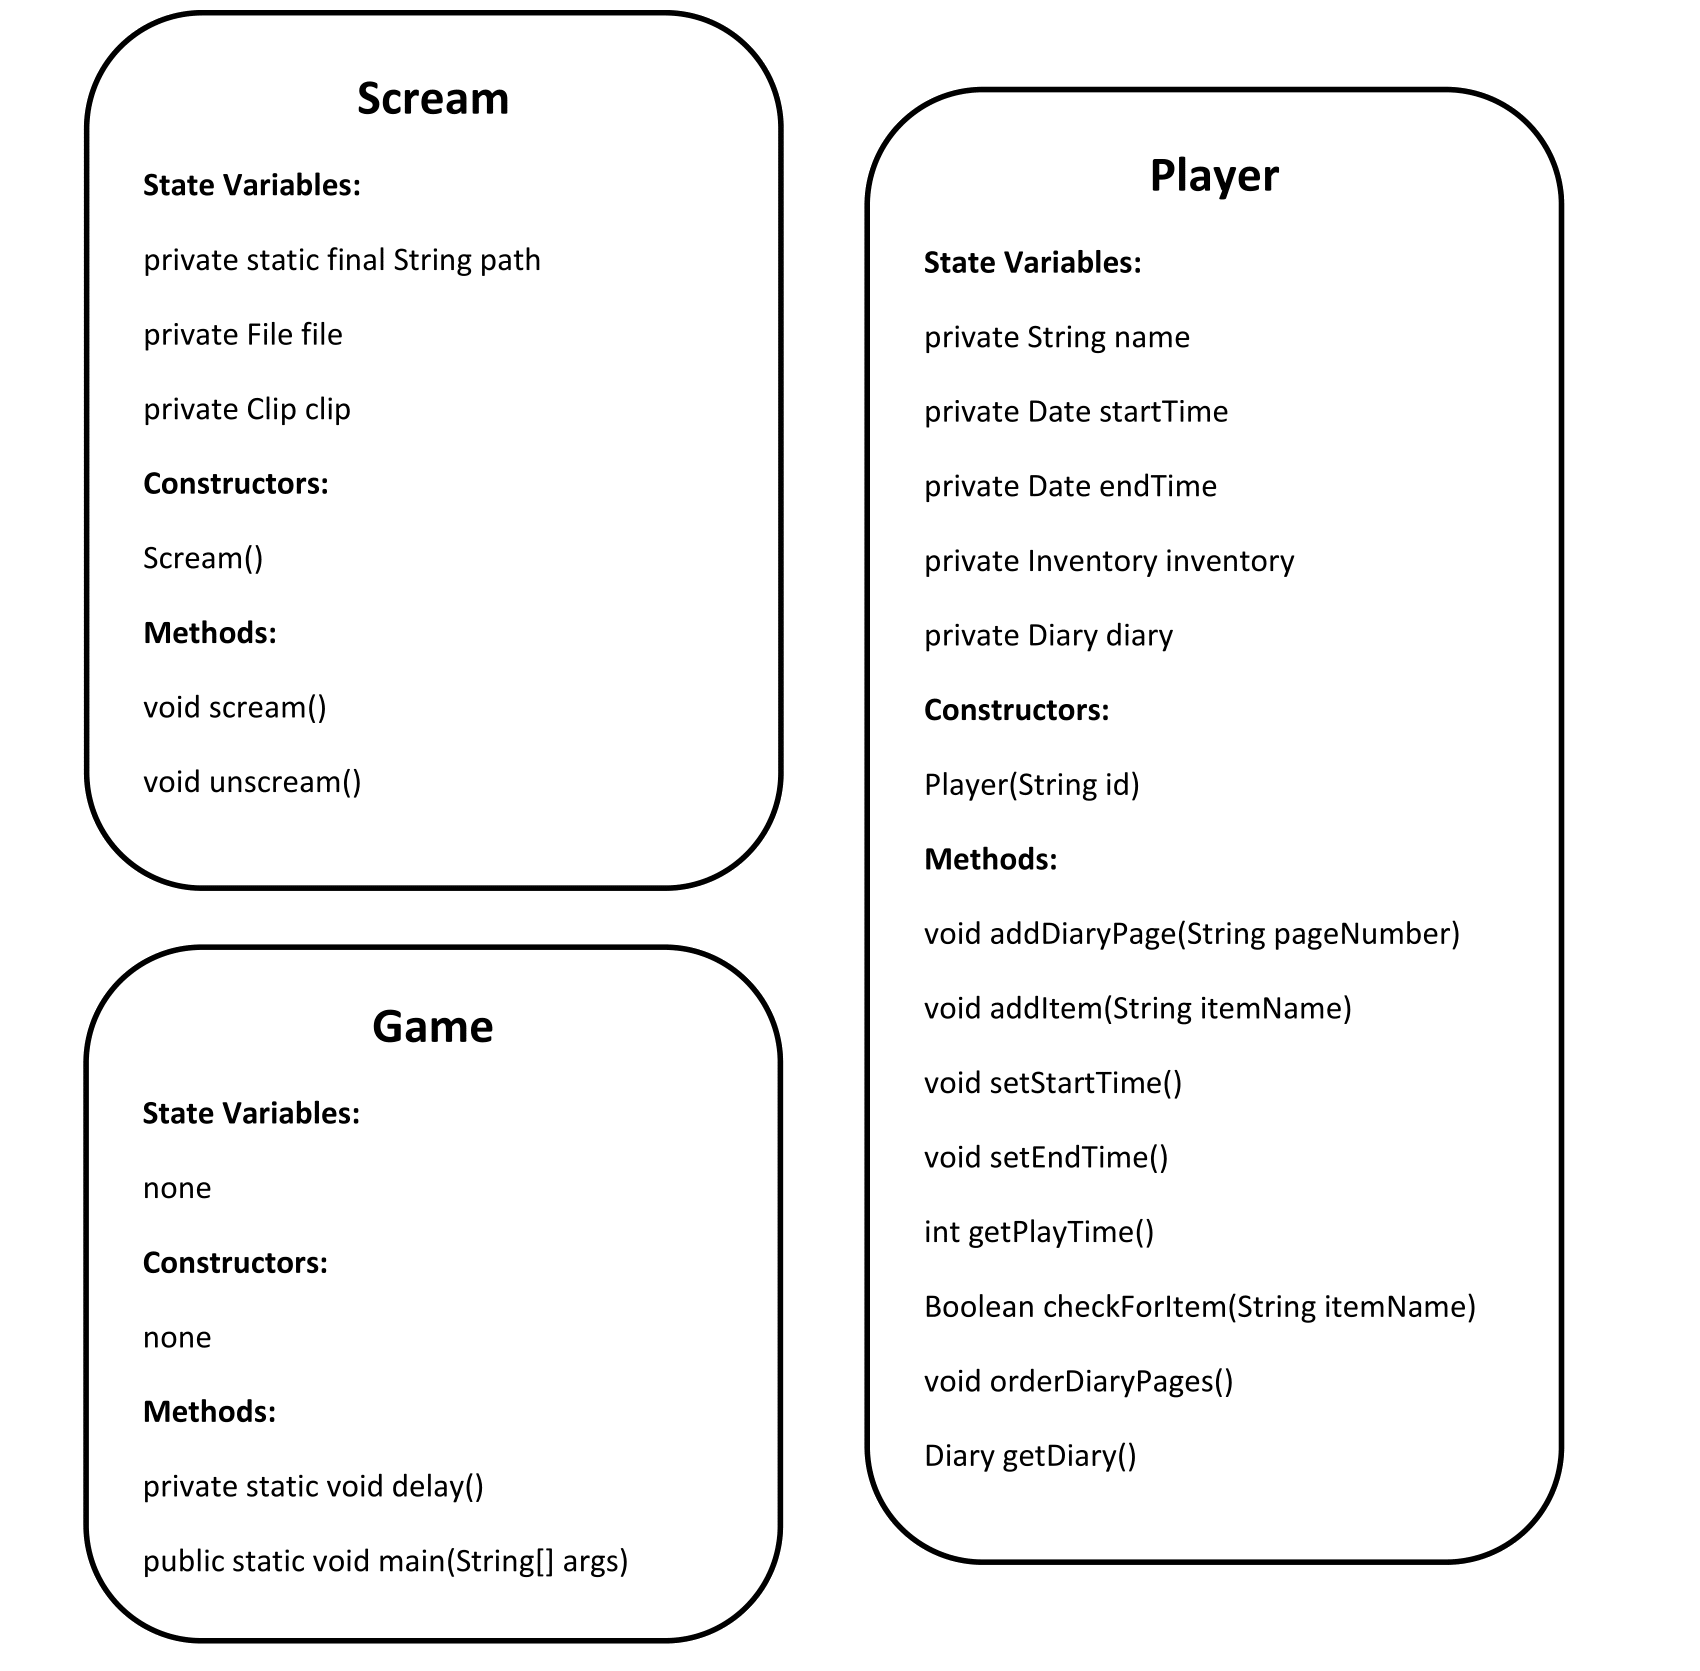 Scream
State Variables:
private static final String path
private File file
private Clip clip
Constructors:
Scream()
Methods:
void scream()
void unscream()
Game
State Variables:
none
Constructors:
none
Methods:
private static void delay()
public static void main(String[] args)
Player
State Variables:
private String name
private Date startTime
private Date endTime
private Inventory inventory
private Diary diary
Constructors:
Player(String id)
Methods:
void addDiaryPage(String pageNumber)
void addItem(String itemName)
void setStartTime()
void setEndTime()
int getPlayTime()
Boolean checkForItem(String itemName)
void orderDiaryPages()
Diary getDiary()